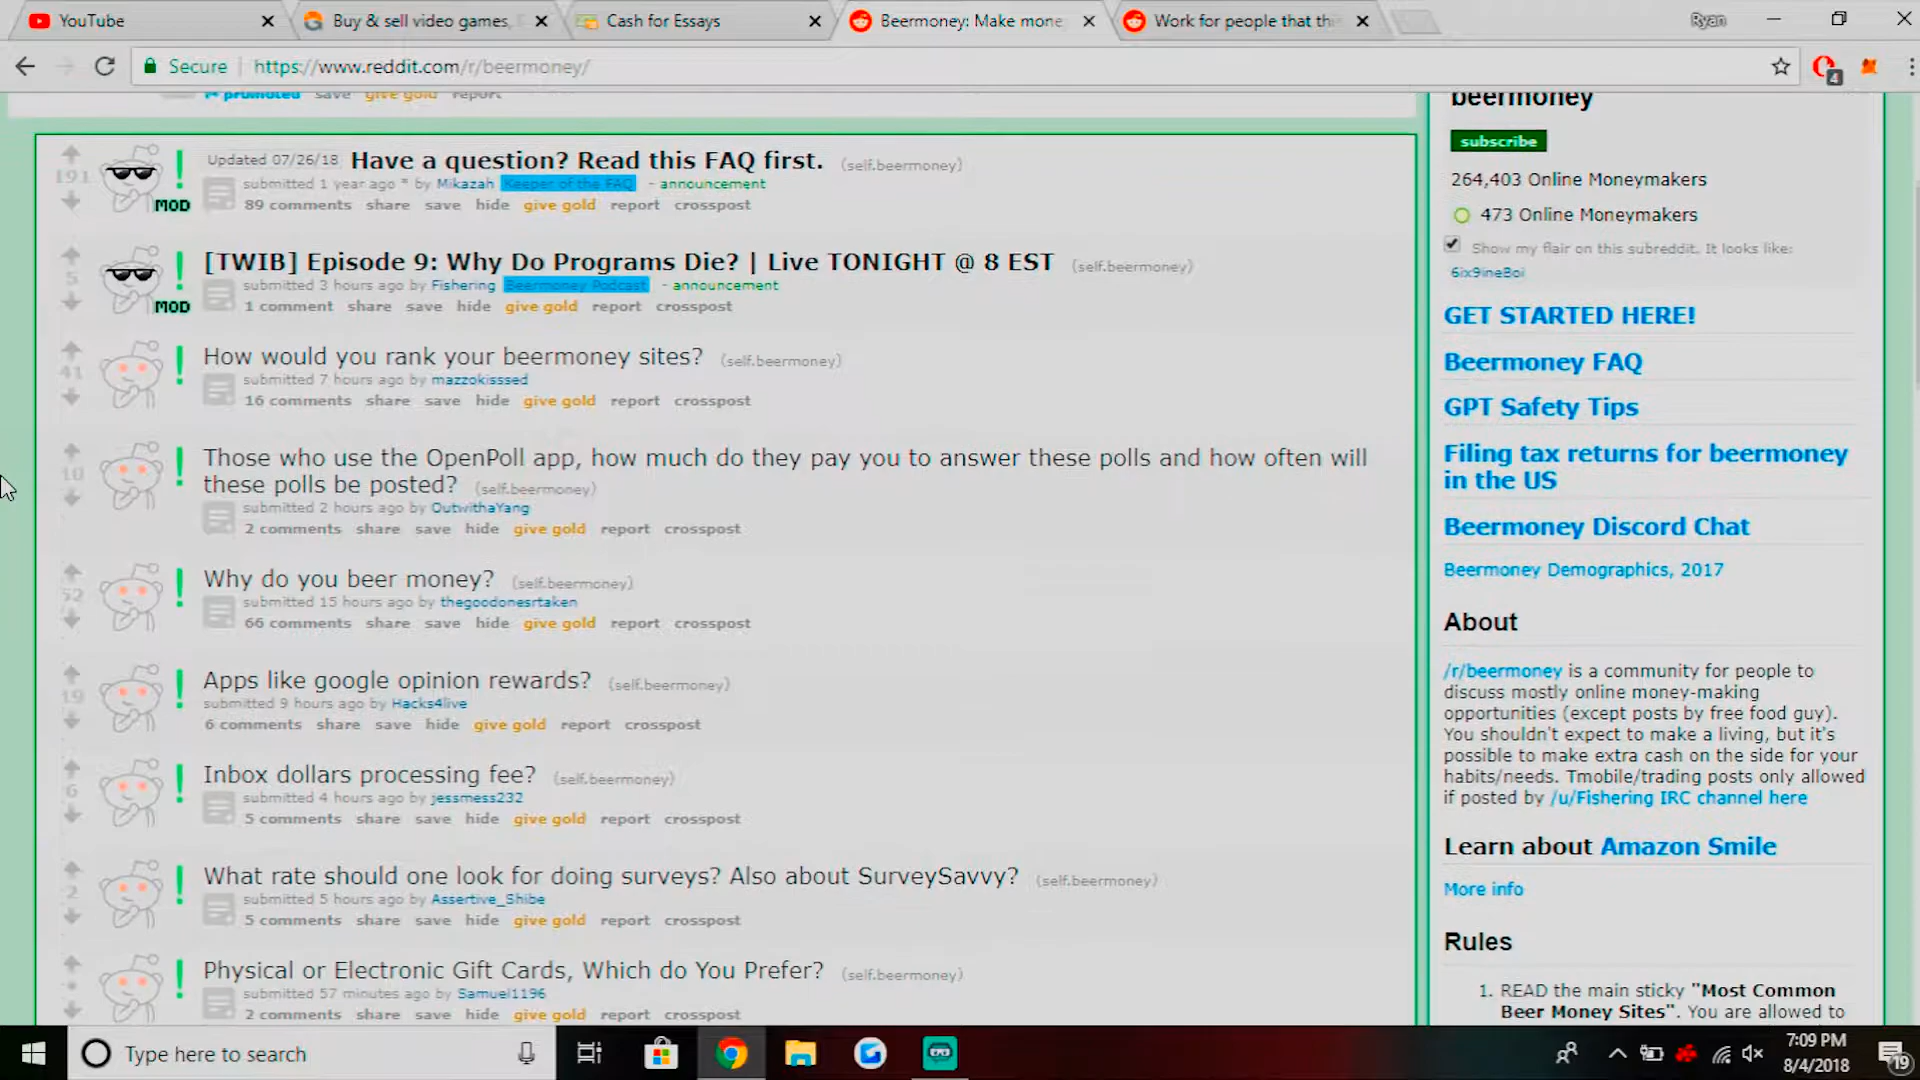 YouTube
Buy & sell video games,
Cash for Essays
Beermoney: Make mone
Work for people that th
Ryan
Secure
https://www.reddit.com/r/beermoney/
4
promoted save give gold report
191
MOD
Updated 07/26/18 Have a question? Read this FAQ first. (self.beermoney)
submitted 1 year ago * by Mikazah Keeper of the FAQ - announcement
89 comments share save hide give gold report crosspost
5
MOD
[TWIB] Episode 9: Why Do Programs Die? | Live TONIGHT @ 8 EST (self.beermoney)
submitted 3 hours ago by Fishering Beermoney Podcast - announcement
1 comment share save hide give gold report crosspost
41
How would you rank your beermoney sites? (self.beermoney)
submitted 7 hours ago by mazzokisssed
16 comments share save hide give gold report crosspost
10
Those who use the OpenPoll app, how much do they pay you to answer these polls and how often will
these polls be posted? (self.beermoney)
submitted 2 hours ago by OutwithaYang
2 comments share save hide give gold report crosspost
52
Why do you beer money? (self.beermoney)
submitted 15 hours ago by thegoodonesrtaken
66 comments share save hide give gold report crosspost
19
Apps like google opinion rewards? (self.beermoney)
submitted 9 hours ago by Hacks4live
6 comments share save hide give gold report crosspost
6
Inbox dollars processing fee? (self.beermoney)
submitted 4 hours ago by jessmess232
5 comments share save hide give gold report crosspost
2
What rate should one look for doing surveys? Also about SurveySavvy? (self.beermoney)
submitted 5 hours ago by Assertive_Shibe
5 comments share save hide give gold report crosspost
•
Physical or Electronic Gift Cards, Which do You Prefer? (self.beermoney)
submitted 57 minutes ago by Samuel1196
2 comments share save hide give gold report crosspost
beermoney
subscribe
264,403 Online Moneymakers
473 Online Moneymakers
Show my flair on this subreddit. It looks like:
6ix9ine8oi
GET STARTED HERE!
Beermoney FAQ
GPT Safety Tips
Filing tax returns for beermoney
in the US
Beermoney Discord Chat
Beermoney Demographics, 2017
About
/r/beermoney is a community for people to
discuss mostly online money-making
opportunities (except posts by free food guy).
You shouldn't expect to make a living, but it's
possible to make extra cash on the side for your
habits/needs. Tmobile/trading posts only allowed
if posted by /u/Fishering IRC channel here
Learn about Amazon Smile
More info
Rules
1. READ the main sticky "Most Common
Beer Money Sites". You are allowed to
Type here to search
7:09 PM
8/4/2018
19